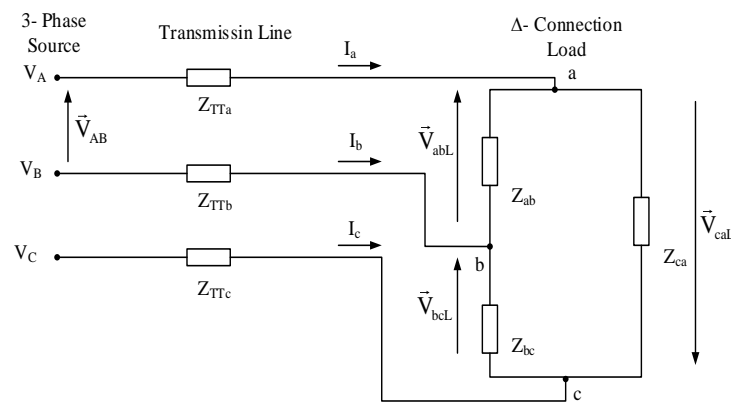 3- Phase
Source
Transmissin Line
Δ- Connection
Load
V_A
I_a
a
Z_TTa
V⃗_AB
V⃗_abL
I_b
V_B
Z_TTb
Z_ab
V⃗_caL
V_C
I_c
b
Z_ca
Z_TTc
V⃗_bcL
Z_bc
c